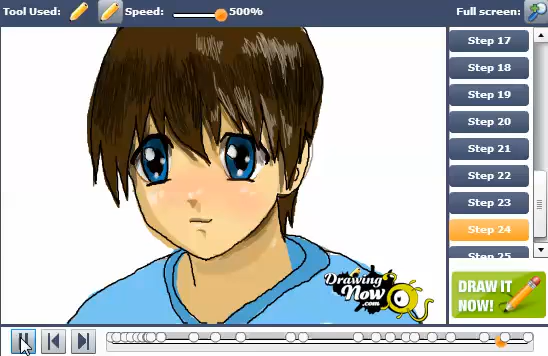 Tool Used:
Speed:
500%
Full screen:
Step 17
Step 18
Step 19
Step 20
Step 21
Step 22
Step 23
Step 24
Step 25
Drawing
Now
.com
DRAW IT
NOW!